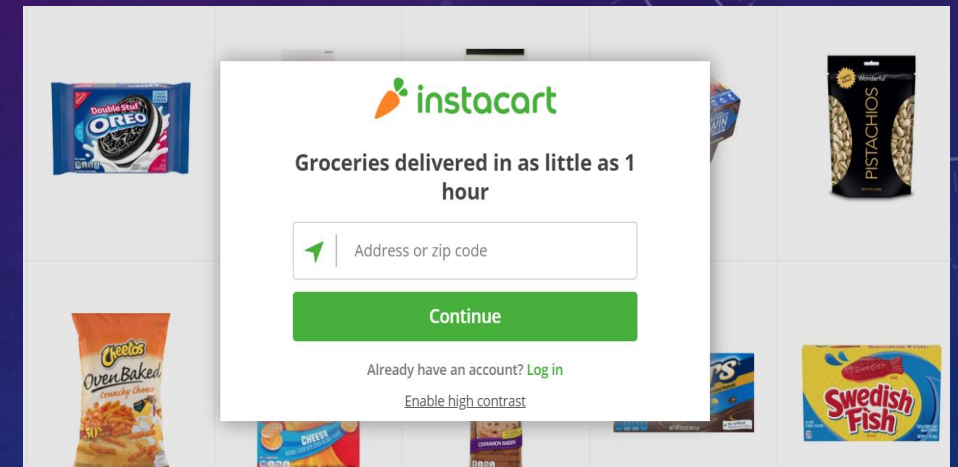 Double Stuf
OREO
Wonderful
PISTACHIOS
instacart
Groceries delivered in as little as 1
hour
Address or zip code
Continue
Already have an account? Log in
Enable high contrast
Cheetos
Oven Baked
Crunchy Cheese
CHEESE
CINNAMON RAISIN
Swedish
Swedish
Fish